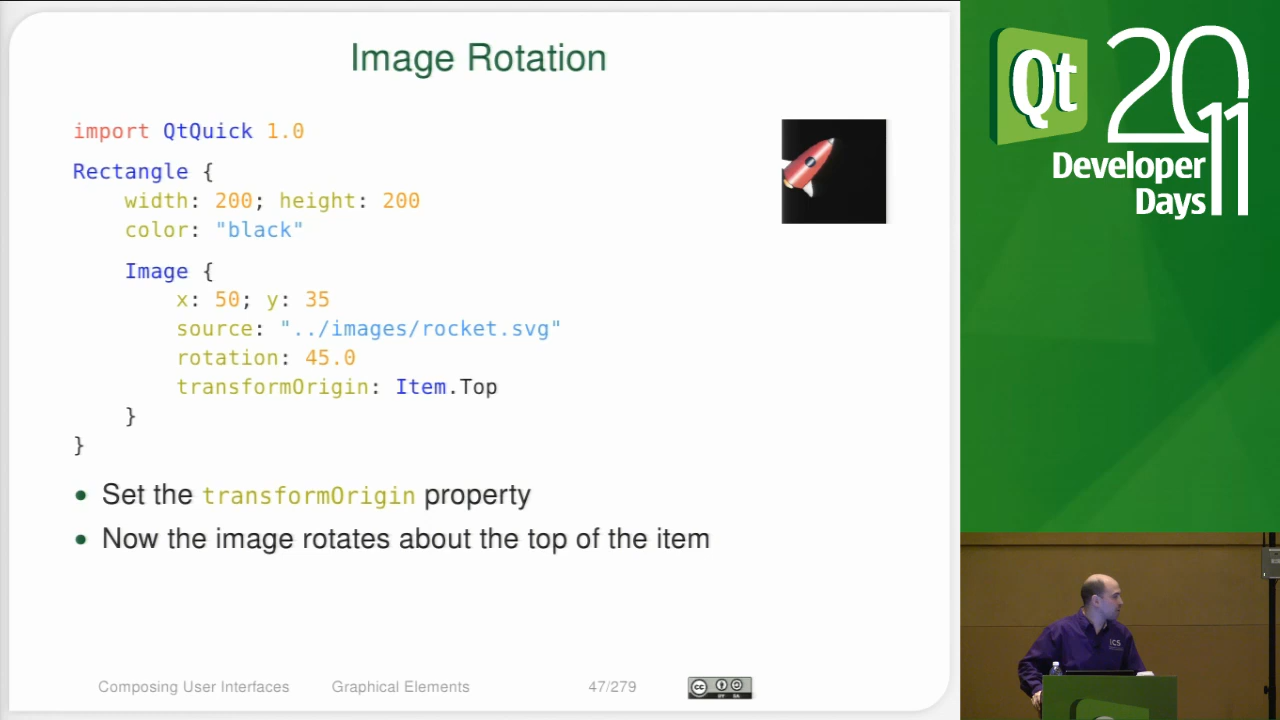 Image Rotation
import QtQuick 1.0
Rectangle {
width: 200; height: 200
color: "black"
Image {
x: 50; y: 35
source: "../images/rocket.svg"
rotation: 45.0
transformOrigin: Item.Top
}
}
• Set the transformOrigin property
• Now the image rotates about the top of the item
Composing User Interfaces Graphical Elements 47/279
Qt 2011
Developer
Days
ICS